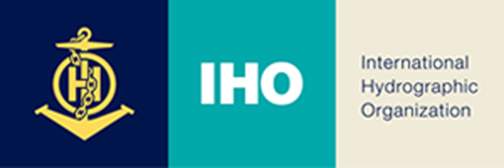 IHO
International
Hydrographic
Organization